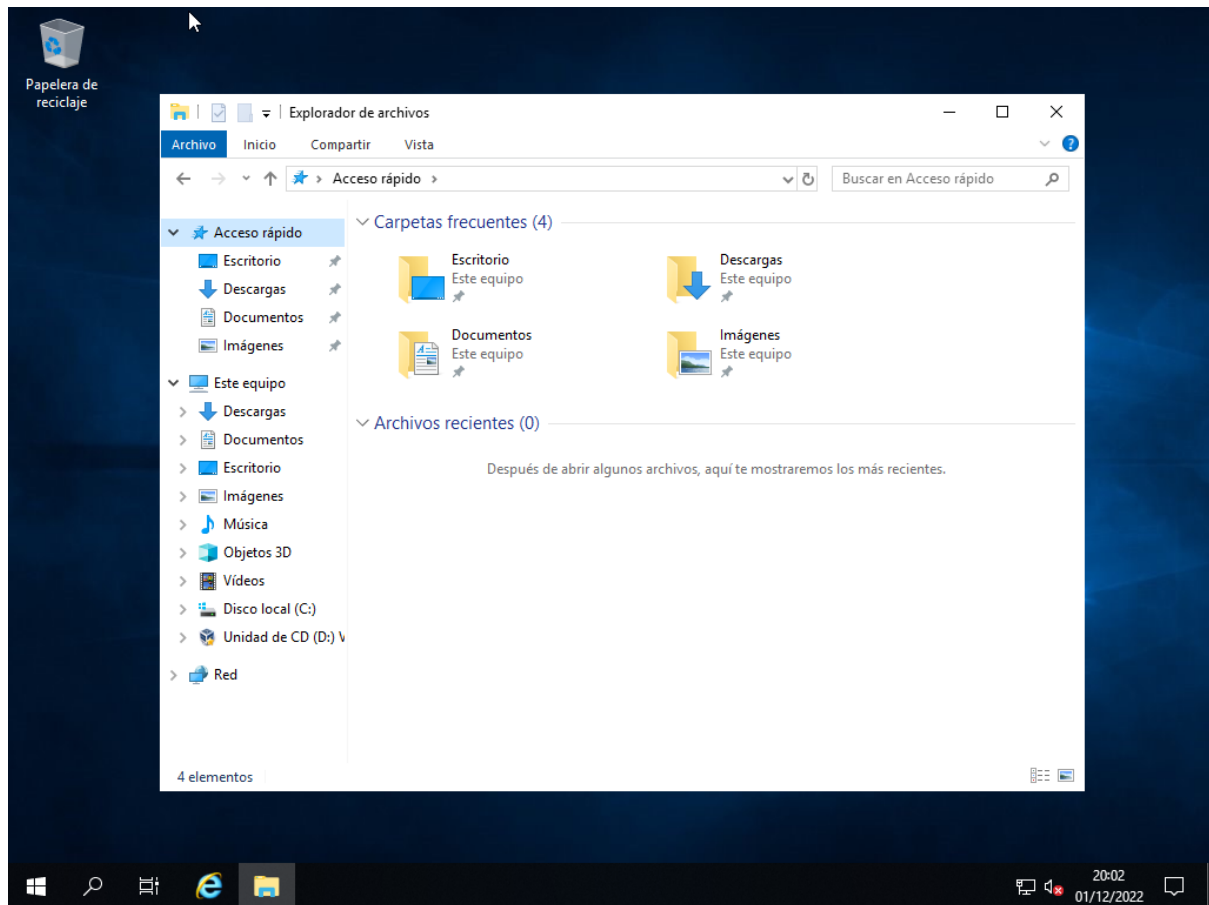 Papelera de
reciclaje
Explorador de archivos
Archivo Inicio Compartir Vista
Acceso rápido
Buscar en Acceso rápido
Acceso rápido
Escritorio
Descargas
Documentos
Imágenes
Este equipo
Descargas
Documentos
Escritorio
Imágenes
Música
Objetos 3D
Vídeos
Disco local (C:)
Unidad de CD (D:) V
Red
Carpetas frecuentes (4)
Escritorio
Este equipo
Descargas
Este equipo
Documentos
Este equipo
Imágenes
Este equipo
Archivos recientes (0)
Después de abrir algunos archivos, aquí te mostraremos los más recientes.
4 elementos
20:02
01/12/2022